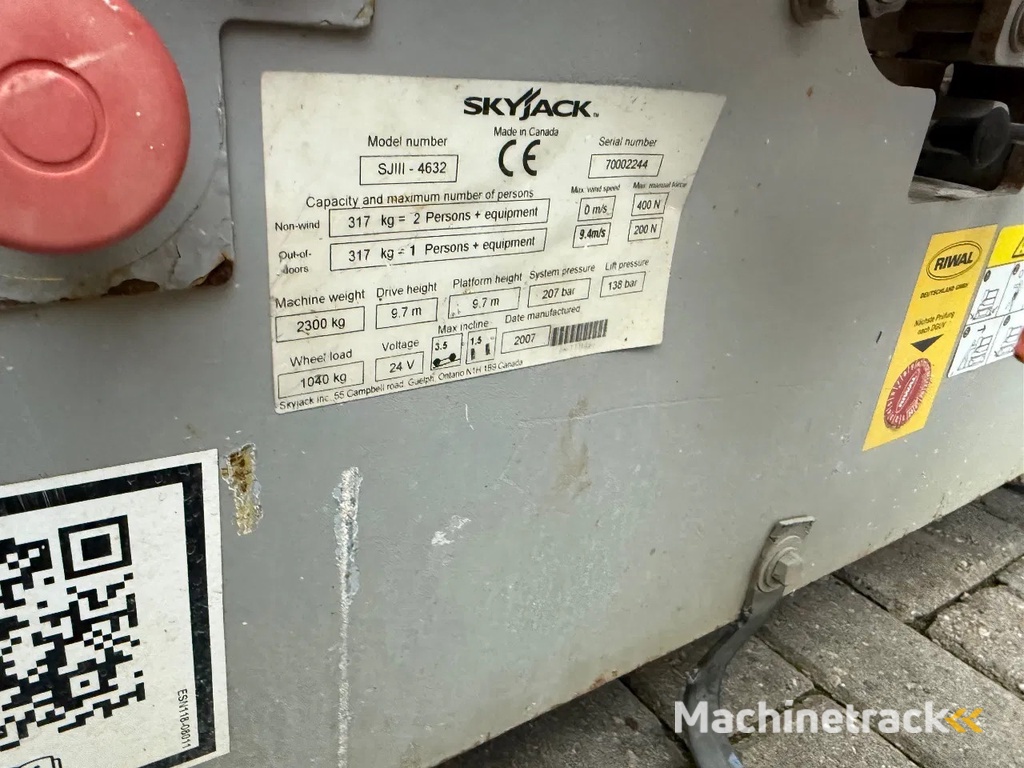 SKYJACK™
Made in Canada
CE
Model number
SJIII - 4632
Serial number
70002244
Capacity and maximum number of persons
Non-wind
317 kg = 2 Persons + equipment
Out-of-doors
317 kg = 1 Persons + equipment
Max. wind speed
0 m/s
9.4m/s
Max. manual force
400 N
200 N
Machine weight
2300 kg
Drive height
9.7 m
Platform height
9.7 m
System pressure
207 bar
Lift pressure
138 bar
Wheel load
1040 kg
Voltage
24 V
Max incline
3.5
1.5
Date manufactured
2007
Skyjack inc. 55 Campbell road, Guelph, Ontario N1H 1B9 Canada
RIWAL
DEUTSCHLAND GMBH
Nächste Prüfung
nach DGUV
ESN118-08011
Machinetrack